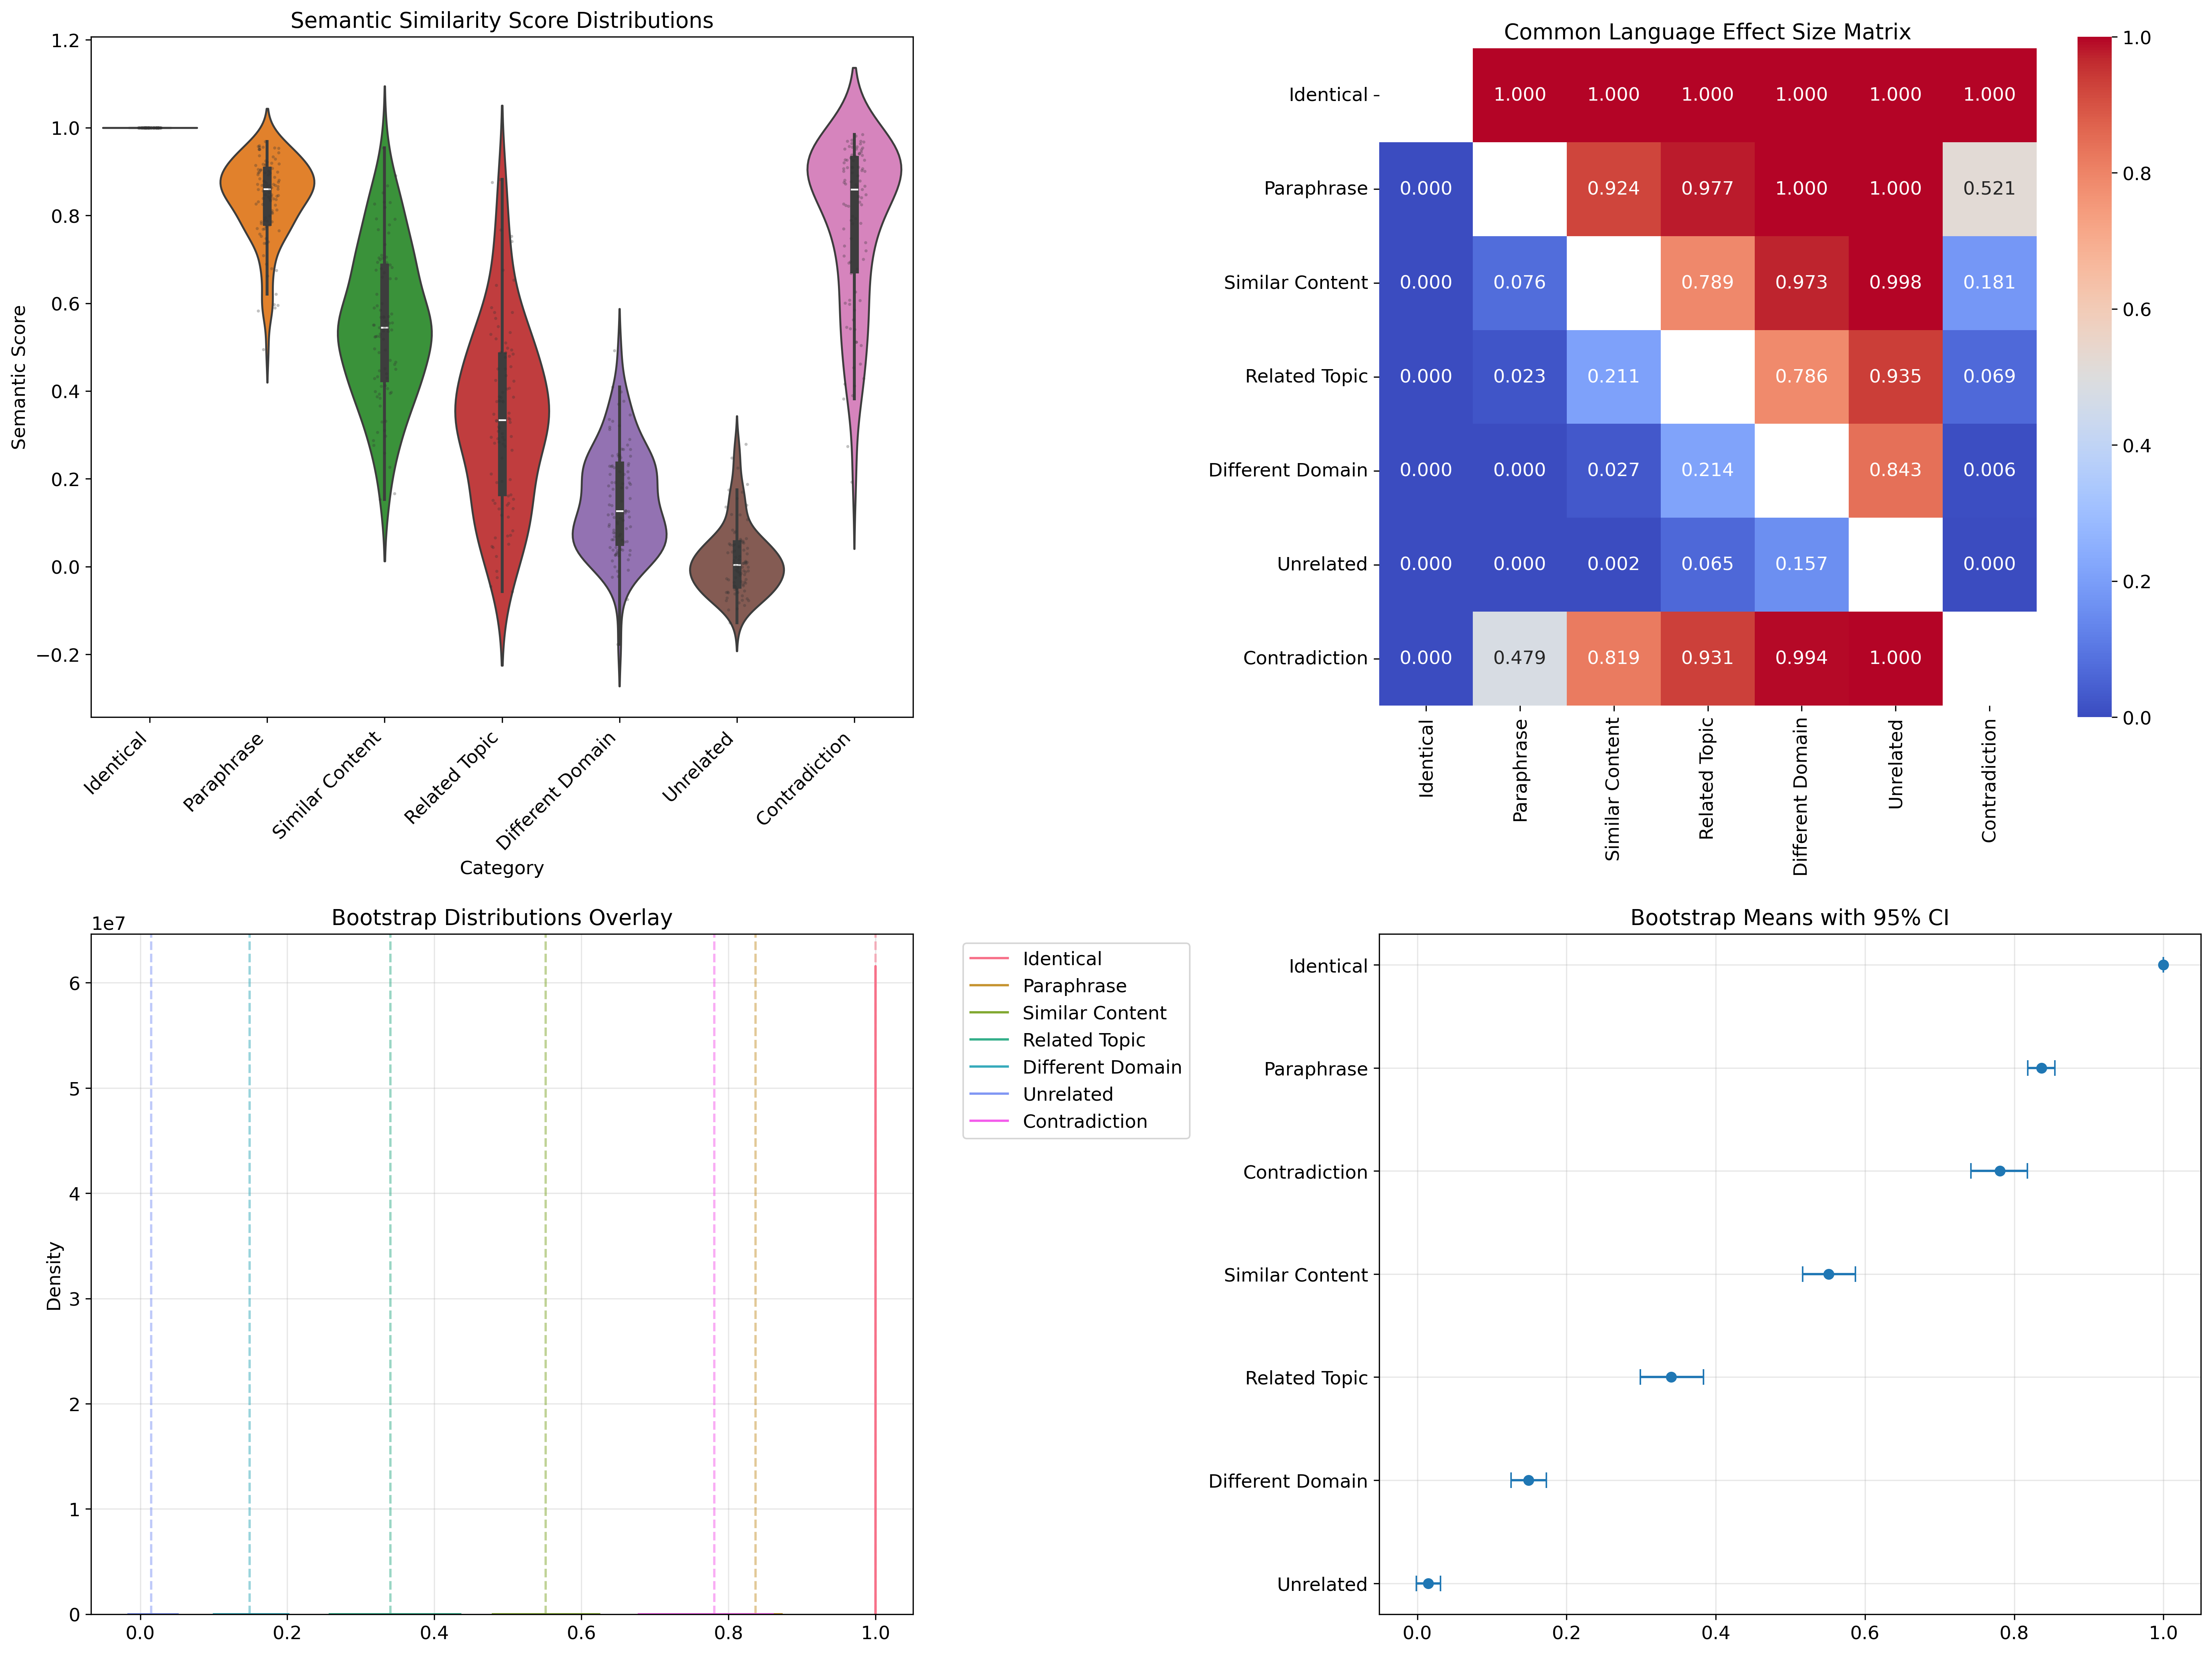 Semantic Similarity Score Distributions
1.2
1.0
0.8
0.6
0.4
0.2
0.0
−0.2
Semantic Score
Identical
Paraphrase
Similar Content
Related Topic
Different Domain
Unrelated
Contradiction
Category
Common Language Effect Size Matrix
Identical 1.000 1.000 1.000 1.000 1.000 1.000
Paraphrase 0.000 0.924 0.977 1.000 1.000 0.521
Similar Content 0.000 0.076 0.789 0.973 0.998 0.181
Related Topic 0.000 0.023 0.211 0.786 0.935 0.069
Different Domain 0.000 0.000 0.027 0.214 0.843 0.006
Unrelated 0.000 0.000 0.002 0.065 0.157 0.000
Contradiction 0.000 0.479 0.819 0.931 0.994 1.000
Identical
Paraphrase
Similar Content
Related Topic
Different Domain
Unrelated
Contradiction
1.0
0.8
0.6
0.4
0.2
0.0
Bootstrap Distributions Overlay
1e7
6
5
4
3
2
1
0
Density
0.0 0.2 0.4 0.6 0.8 1.0
Identical
Paraphrase
Similar Content
Related Topic
Different Domain
Unrelated
Contradiction
Bootstrap Means with 95% CI
Identical
Paraphrase
Contradiction
Similar Content
Related Topic
Different Domain
Unrelated
0.0 0.2 0.4 0.6 0.8 1.0